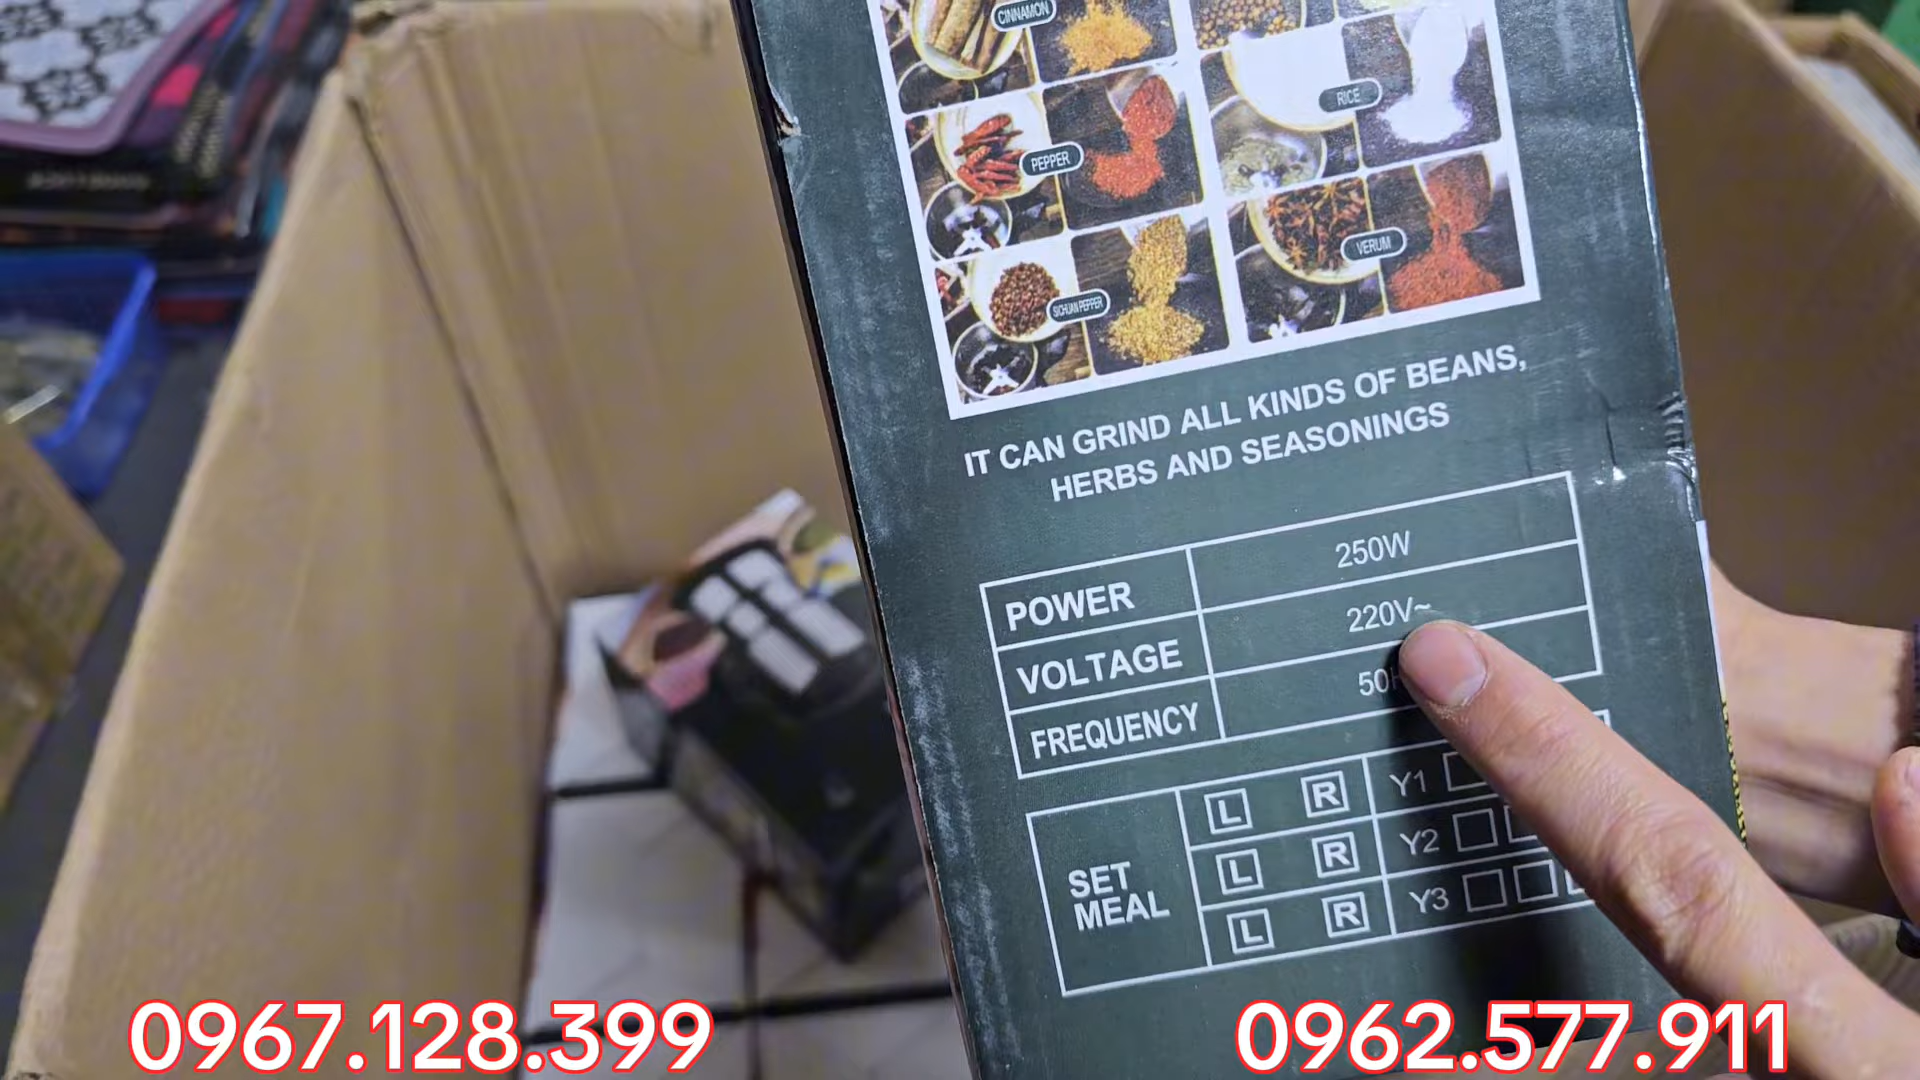 CINNAMON
RICE
PEPPER
VERUM
SICHUAN PEPPER
IT CAN GRIND ALL KINDS OF BEANS,
HERBS AND SEASONINGS
POWER 250W
VOLTAGE 220V~
FREQUENCY 50
SET MEAL
L R Y1
L R Y2
L R Y3
0967.128.399
0962.577.911